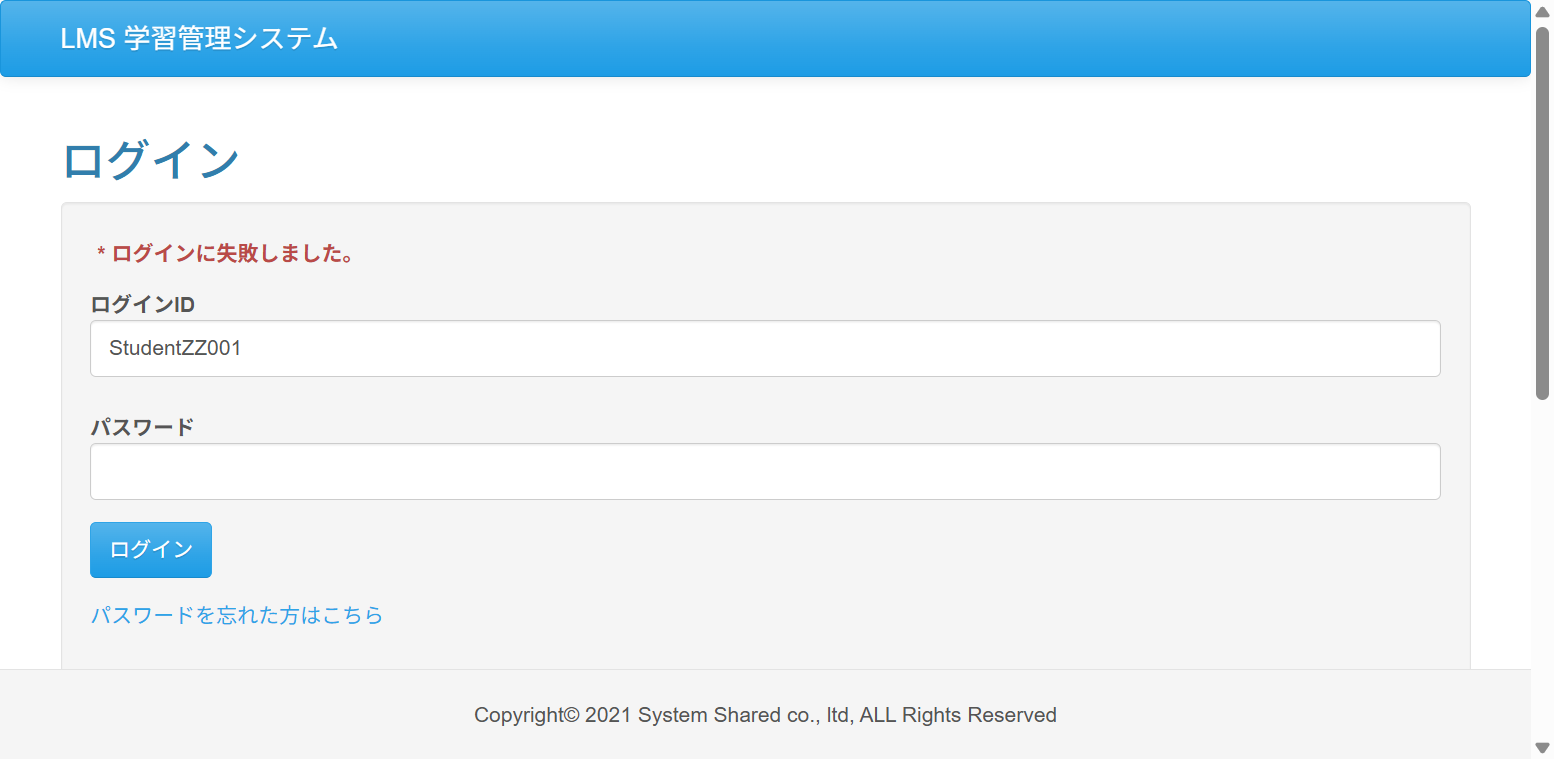 LMS 学習管理システム
ログイン
* ログインに失敗しました。
ログインID
StudentZZ001
パスワード
ログイン
パスワードを忘れた方はこちら
Copyright© 2021 System Shared co., ltd, ALL Rights Reserved